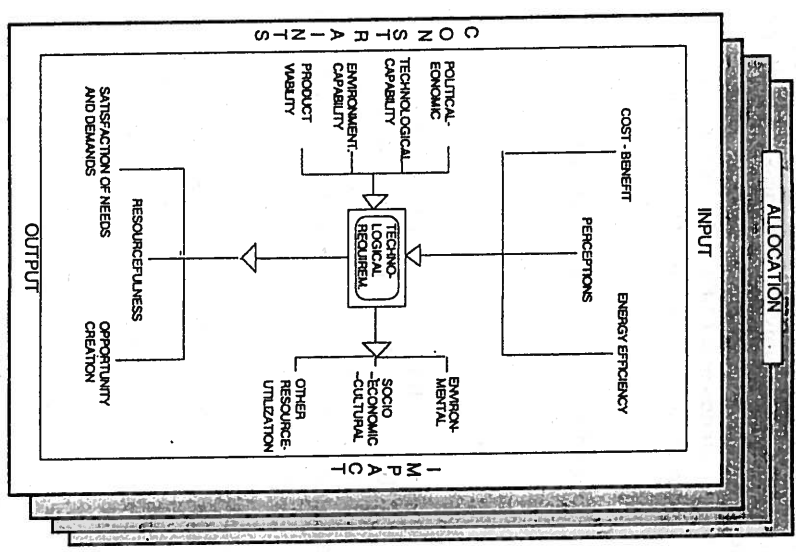 ALLOCATION
INPUT
COST - BENEFIT
PERCEPTIONS
ENERGY EFFICIENCY
CONSTRAINTS
POLITICAL-
EONOMIC
TECHNOLOGICAL
CAPABILITY
ENVIRONMENT.
CAPABILITY
PRODUCT
VIABILITY
TECHNO-
LOGICAL
REQUIREM.
ENVIRON-
MENTAL
SOCIO
-ECONOMIC
-CULTURAL
OTHER
RESOURCE-
UTILIZATION
IMPACT
RESOURCEFULNESS
SATISFACTION OF NEEDS
AND DEMANDS
OPPORTUNITY
CREATION
OUTPUT